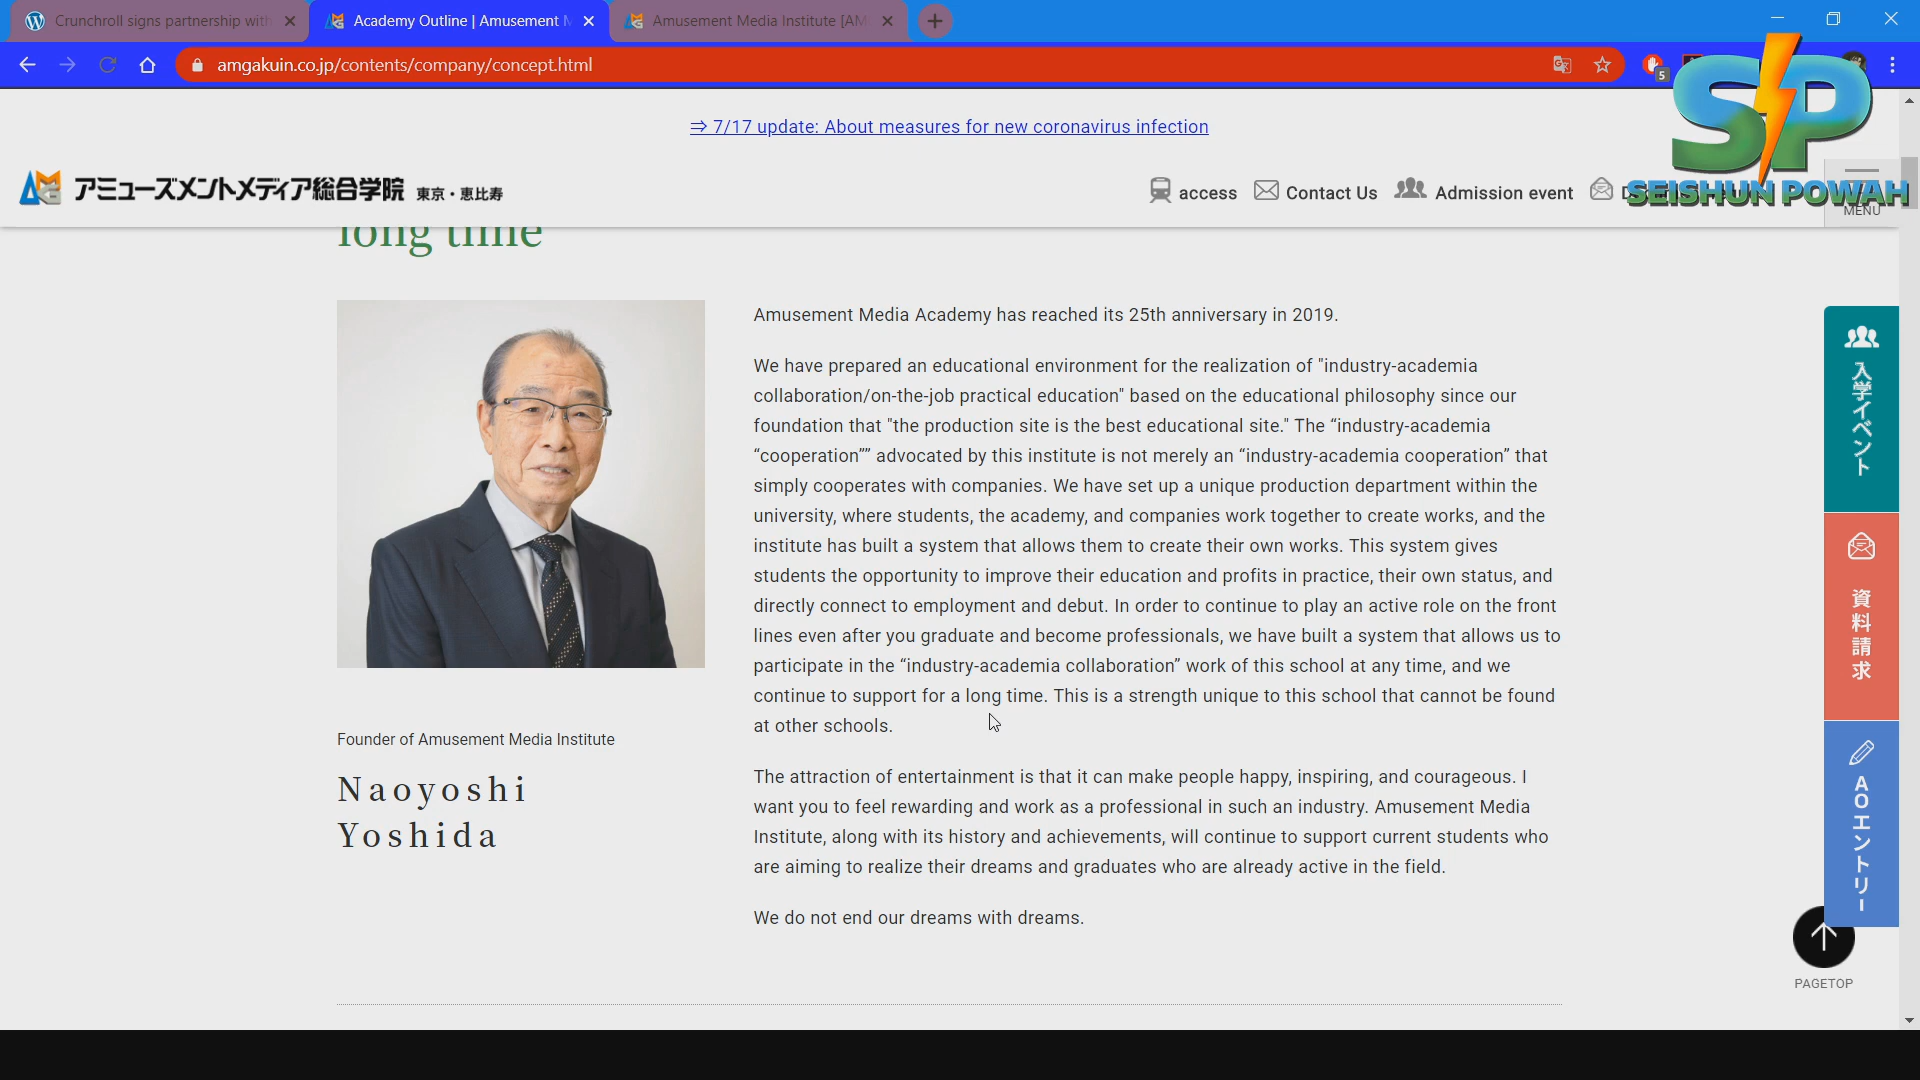 Crunchroll signs partnership with
Academy Outline | Amusement M
Amusement Media Institute [AM
amgakuin.co.jp/contents/company/concept.html
5
⇒ 7/17 update: About measures for new coronavirus infection
アミューズメントメディア総合学院 東京・恵比寿
access
Contact Us
Admission event
SP
SEISHUN POWAH
MENU
long time
Amusement Media Academy has reached its 25th anniversary in 2019.
We have prepared an educational environment for the realization of "industry-academia
collaboration/on-the-job practical education" based on the educational philosophy since our
foundation that "the production site is the best educational site." The “industry-academia
“cooperation”” advocated by this institute is not merely an “industry-academia cooperation” that
simply cooperates with companies. We have set up a unique production department within the
university, where students, the academy, and companies work together to create works, and the
institute has built a system that allows them to create their own works. This system gives
students the opportunity to improve their education and profits in practice, their own status, and
directly connect to employment and debut. In order to continue to play an active role on the front
lines even after you graduate and become professionals, we have built a system that allows us to
participate in the “industry-academia collaboration” work of this school at any time, and we
continue to support for a long time. This is a strength unique to this school that cannot be found
at other schools.
Founder of Amusement Media Institute
Naoyoshi
Yoshida
The attraction of entertainment is that it can make people happy, inspiring, and courageous. I
want you to feel rewarding and work as a professional in such an industry. Amusement Media
Institute, along with its history and achievements, will continue to support current students who
are aiming to realize their dreams and graduates who are already active in the field.
We do not end our dreams with dreams.
入学イベント
資料請求
AOエントリー
PAGETOP